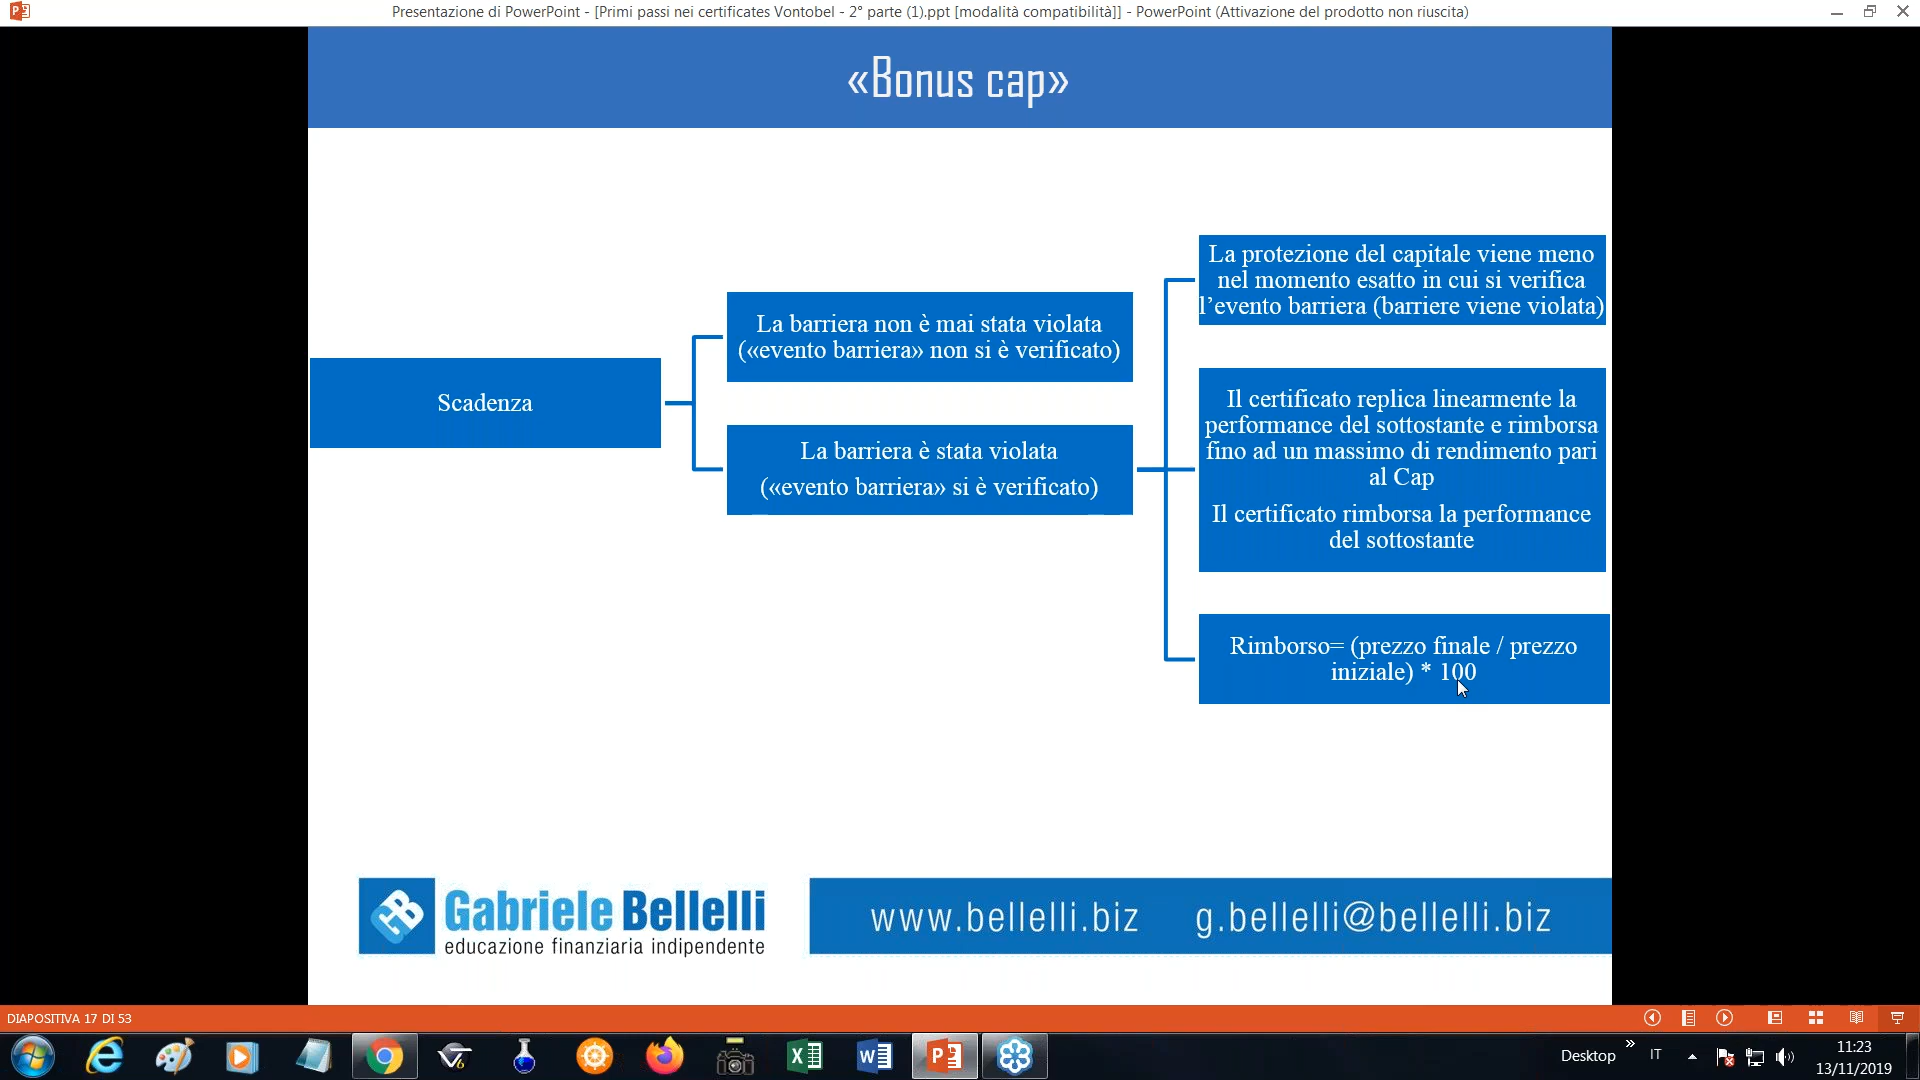 Presentazione di PowerPoint - [Primi passi nei certificates Vontobel - 2° parte (1).ppt [modalità compatibilità]] - PowerPoint (Attivazione del prodotto non riuscita)
«Bonus cap»
Scadenza
La barriera non è mai stata violata
(«evento barriera» non si è verificato)
La barriera è stata violata
(«evento barriera» si è verificato)
La protezione del capitale viene meno
nel momento esatto in cui si verifica
l’evento barriera (barriere viene violata)
Il certificato replica linearmente la
performance del sottostante e rimborsa
fino ad un massimo di rendimento pari
al Cap
Il certificato rimborsa la performance
del sottostante
Rimborso= (prezzo finale / prezzo
iniziale) * 100
Gabriele Bellelli
educazione finanziaria indipendente
www.bellelli.biz g.bellelli@bellelli.biz
DIAPOSITIVA 17 DI 53
Desktop
IT
11:23
13/11/2019